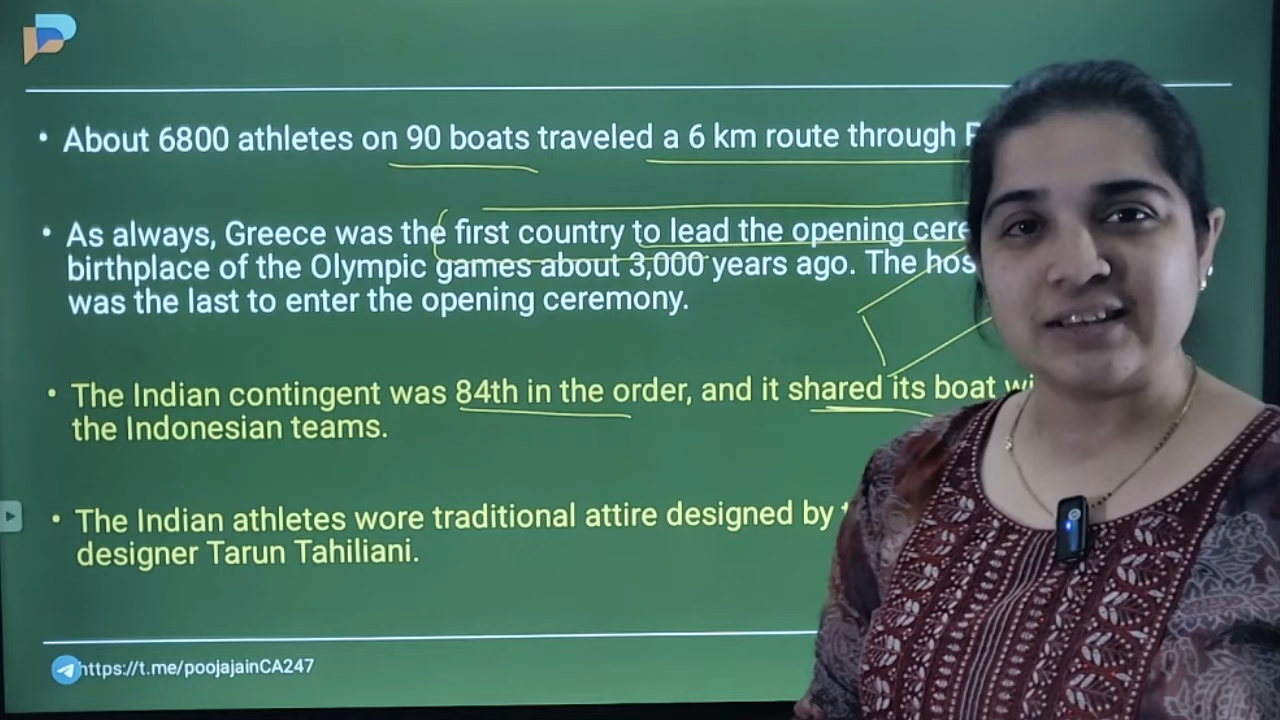 • About 6800 athletes on 90 boats traveled a 6 km route through
• As always, Greece was the first country to lead the opening
birthplace of the Olympic games about 3,000 years ago. The
was the last to enter the opening ceremony.
• The Indian contingent was 84th in the order, and it shared its boat
the Indonesian teams.
• The Indian athletes wore traditional attire designed by
designer Tarun Tahiliani.
https://t.me/poojajainCA247